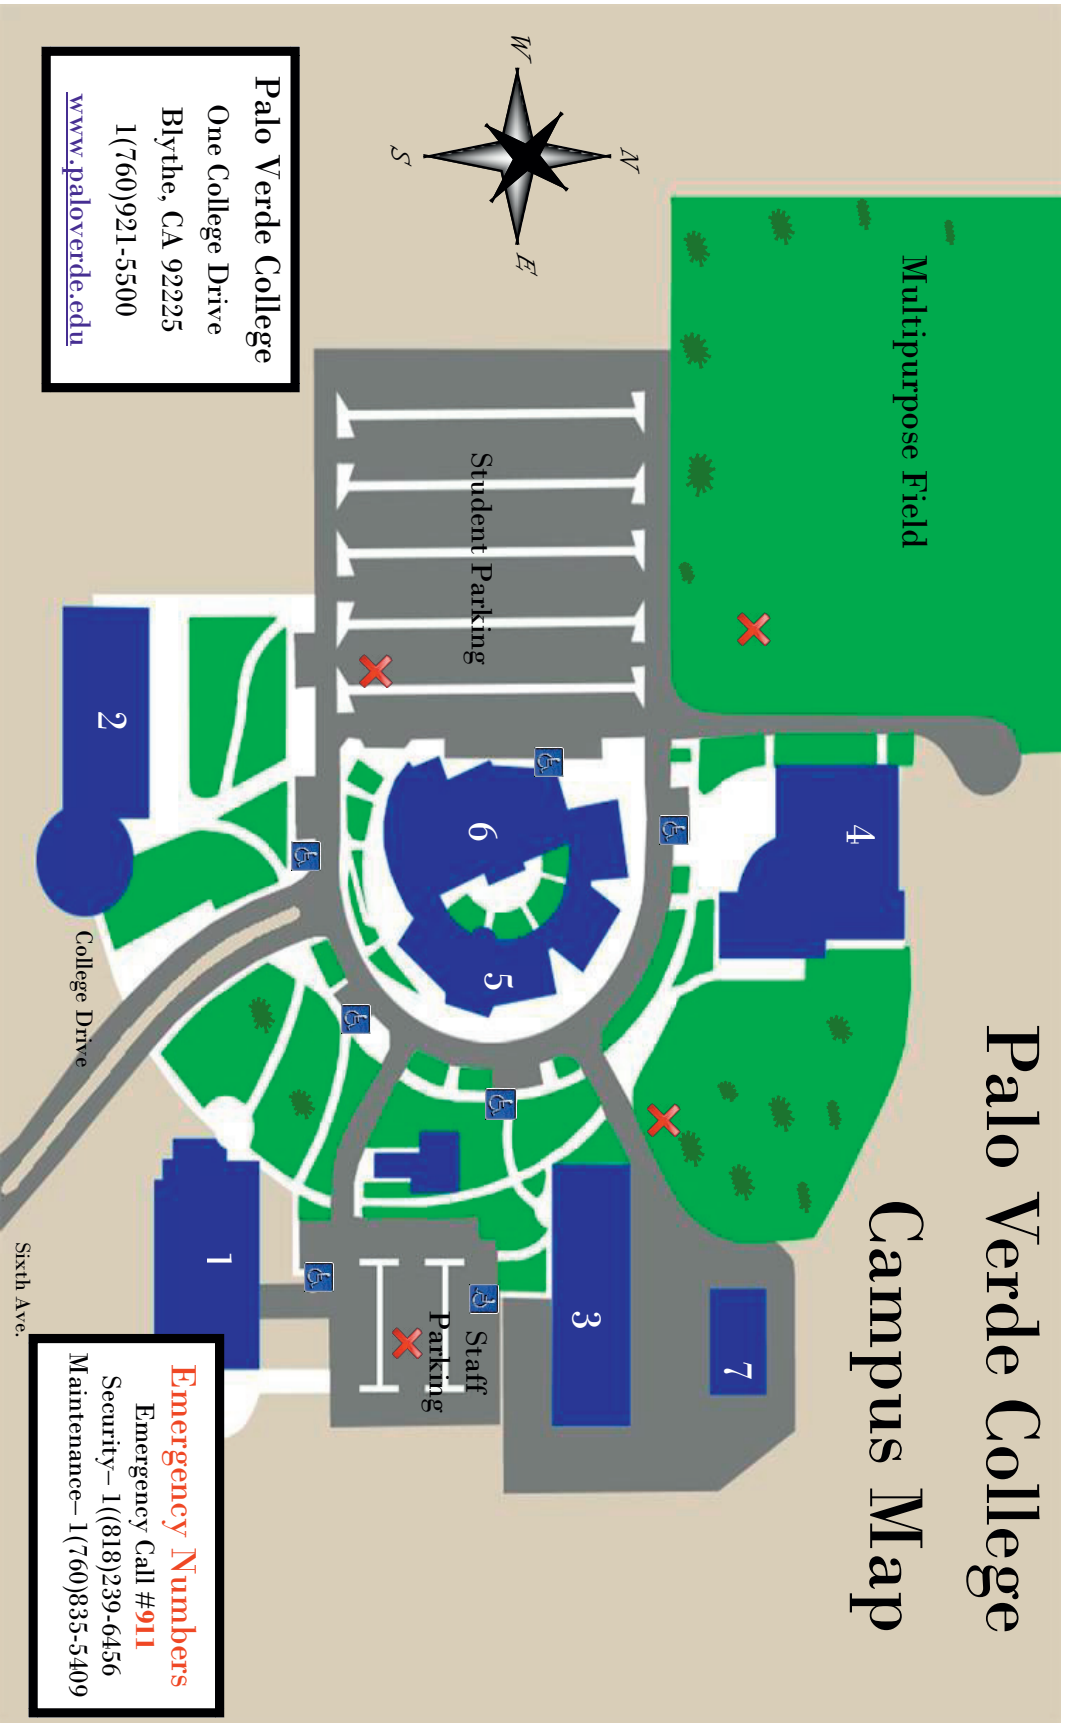 Palo Verde College
Campus Map
W
N
S
E
Multipurpose Field
Student Parking
4
6
5
2
College Drive
1
3
7
Staff
Parking
Sixth Ave.
Palo Verde College
One College Drive
Blythe, CA 92225
1(760)921-5500
www.paloverde.edu
Emergency Numbers
Emergency Call #911
Security– 1((818)239-6456
Maintenance– 1(760)835-5409